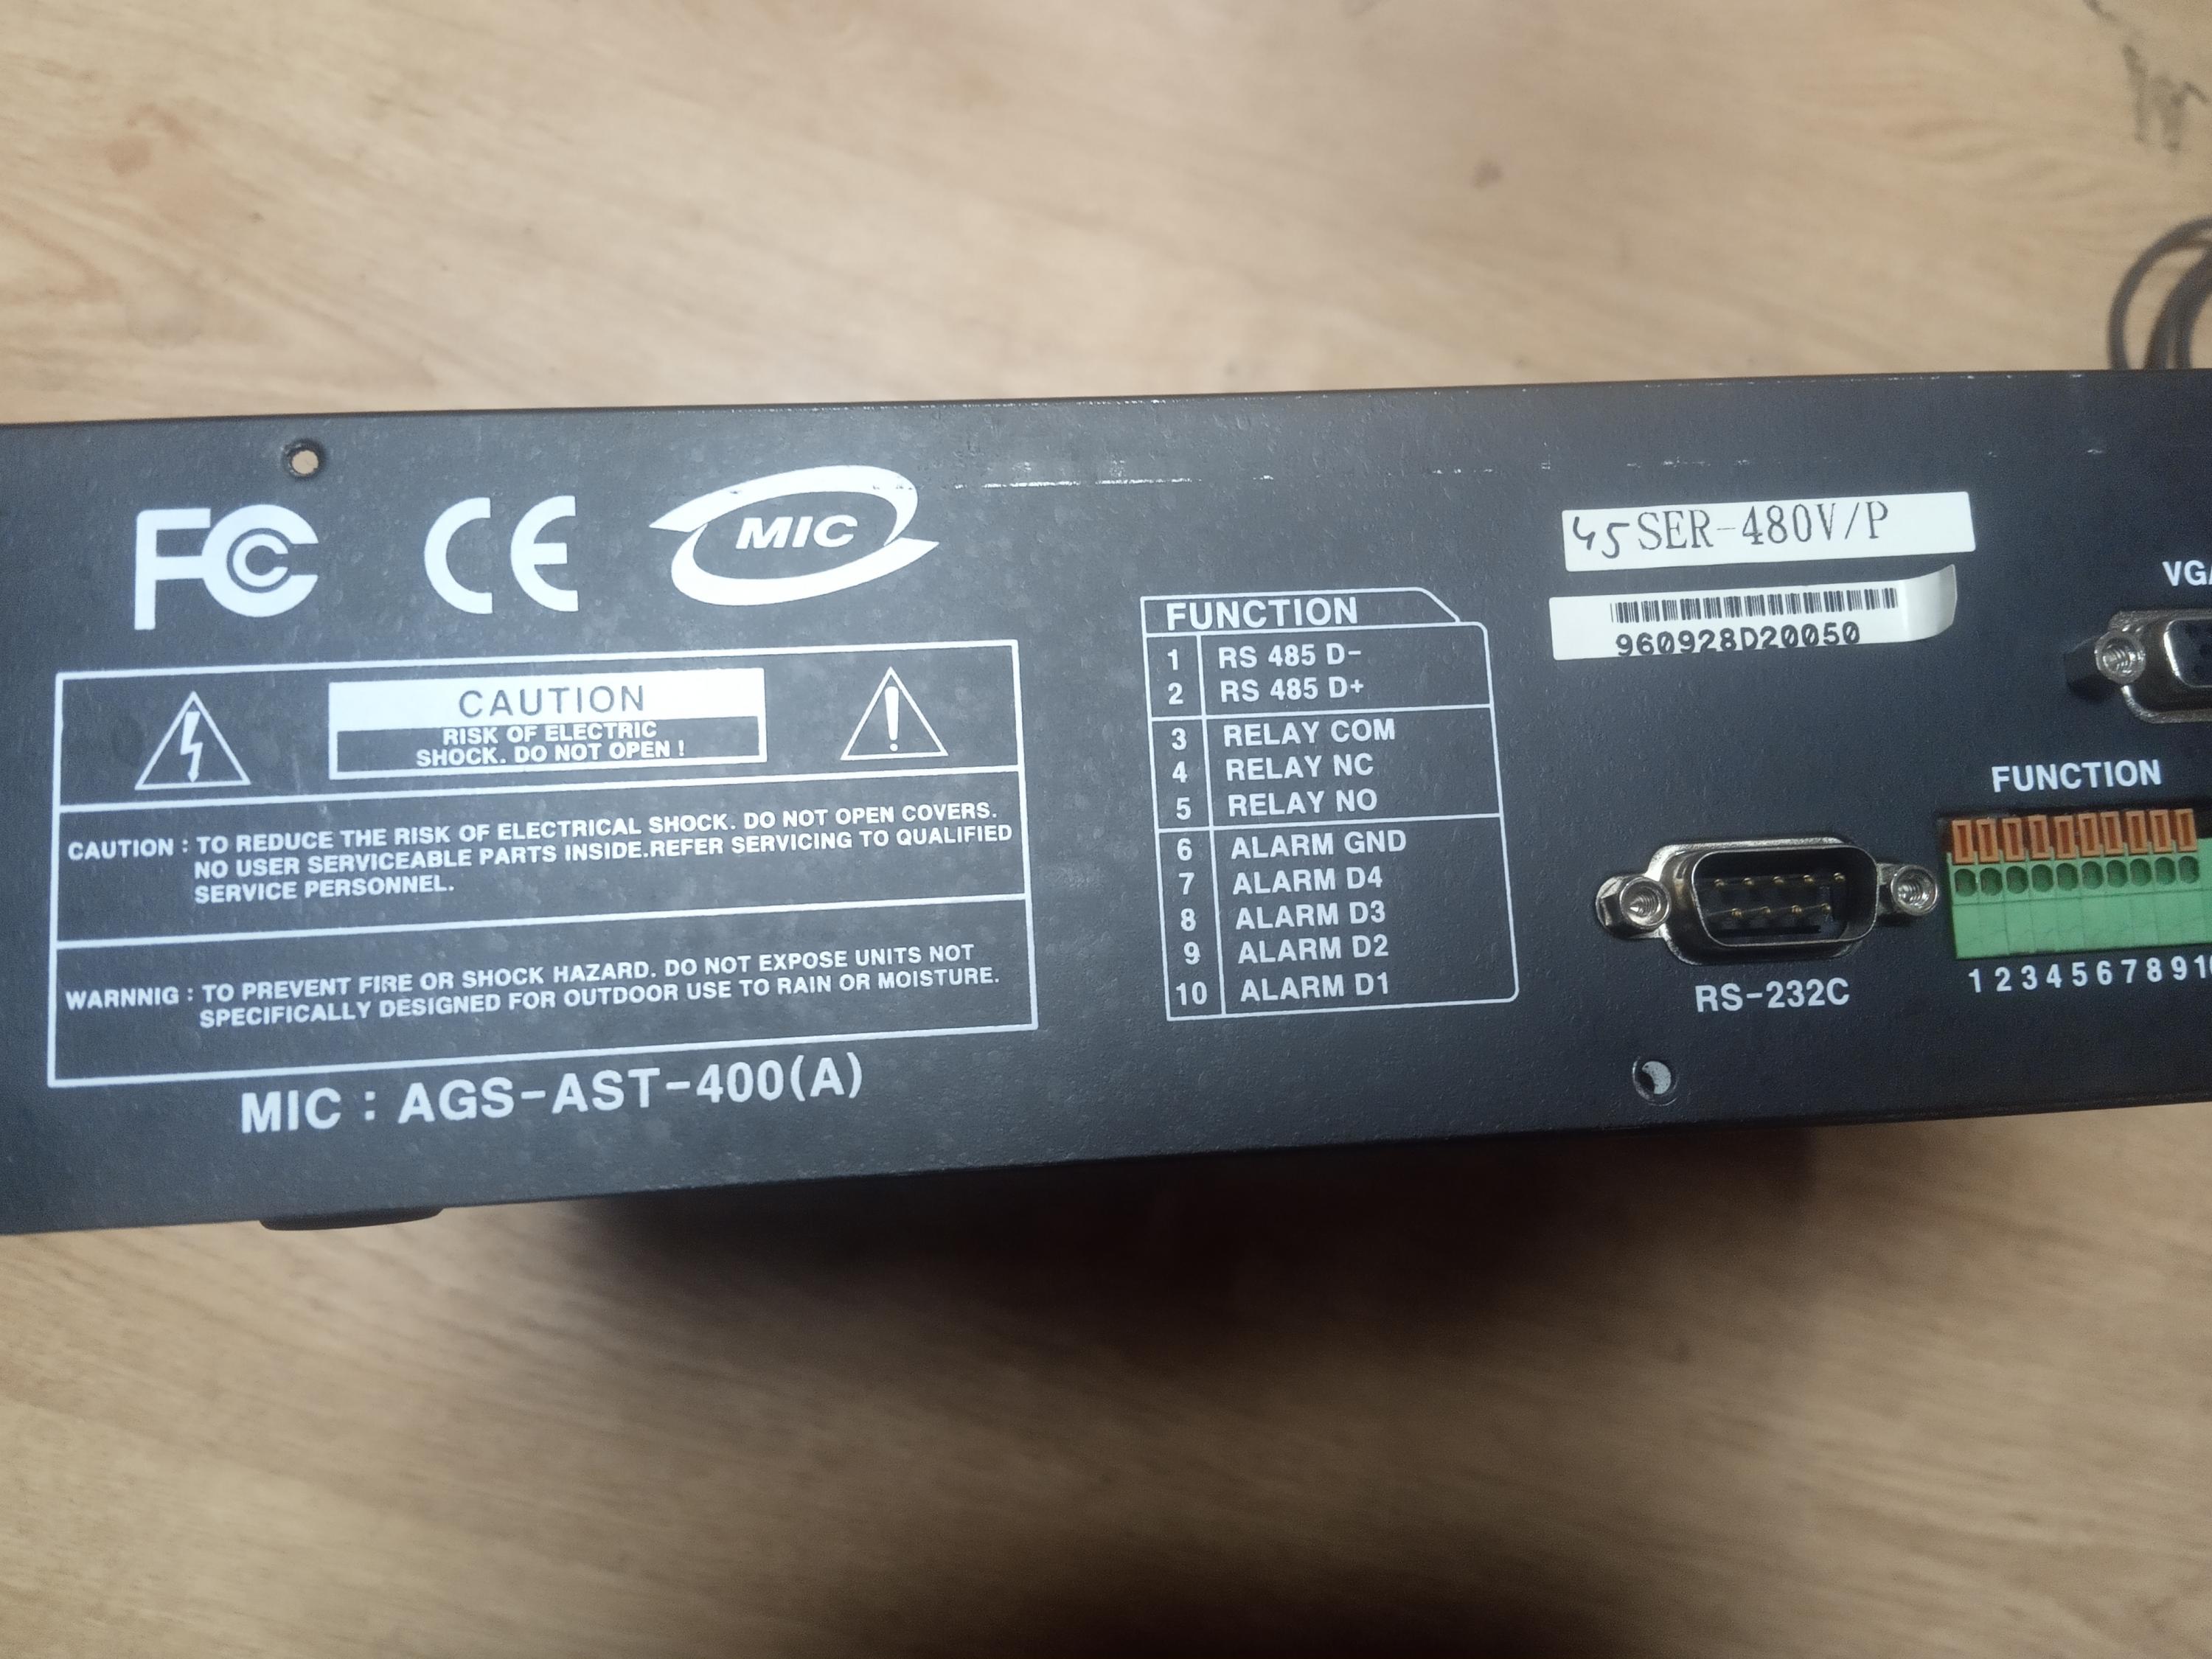 FC
CE
MIC
CAUTION
RISK OF ELECTRIC
SHOCK. DO NOT OPEN !
CAUTION : TO REDUCE THE RISK OF ELECTRICAL SHOCK. DO NOT OPEN COVERS.
NO USER SERVICEABLE PARTS INSIDE.REFER SERVICING TO QUALIFIED
SERVICE PERSONNEL.
WARNNIG : TO PREVENT FIRE OR SHOCK HAZARD. DO NOT EXPOSE UNITS NOT
SPECIFICALLY DESIGNED FOR OUTDOOR USE TO RAIN OR MOISTURE.
MIC : AGS-AST-400(A)
FUNCTION
1 RS 485 D-
2 RS 485 D+
3 RELAY COM
4 RELAY NC
5 RELAY NO
6 ALARM GND
7 ALARM D4
8 ALARM D3
9 ALARM D2
10 ALARM D1
45 SER-480V/P
960928D20050
VGA
FUNCTION
RS-232C
1 2 3 4 5 6 7 8 9 10